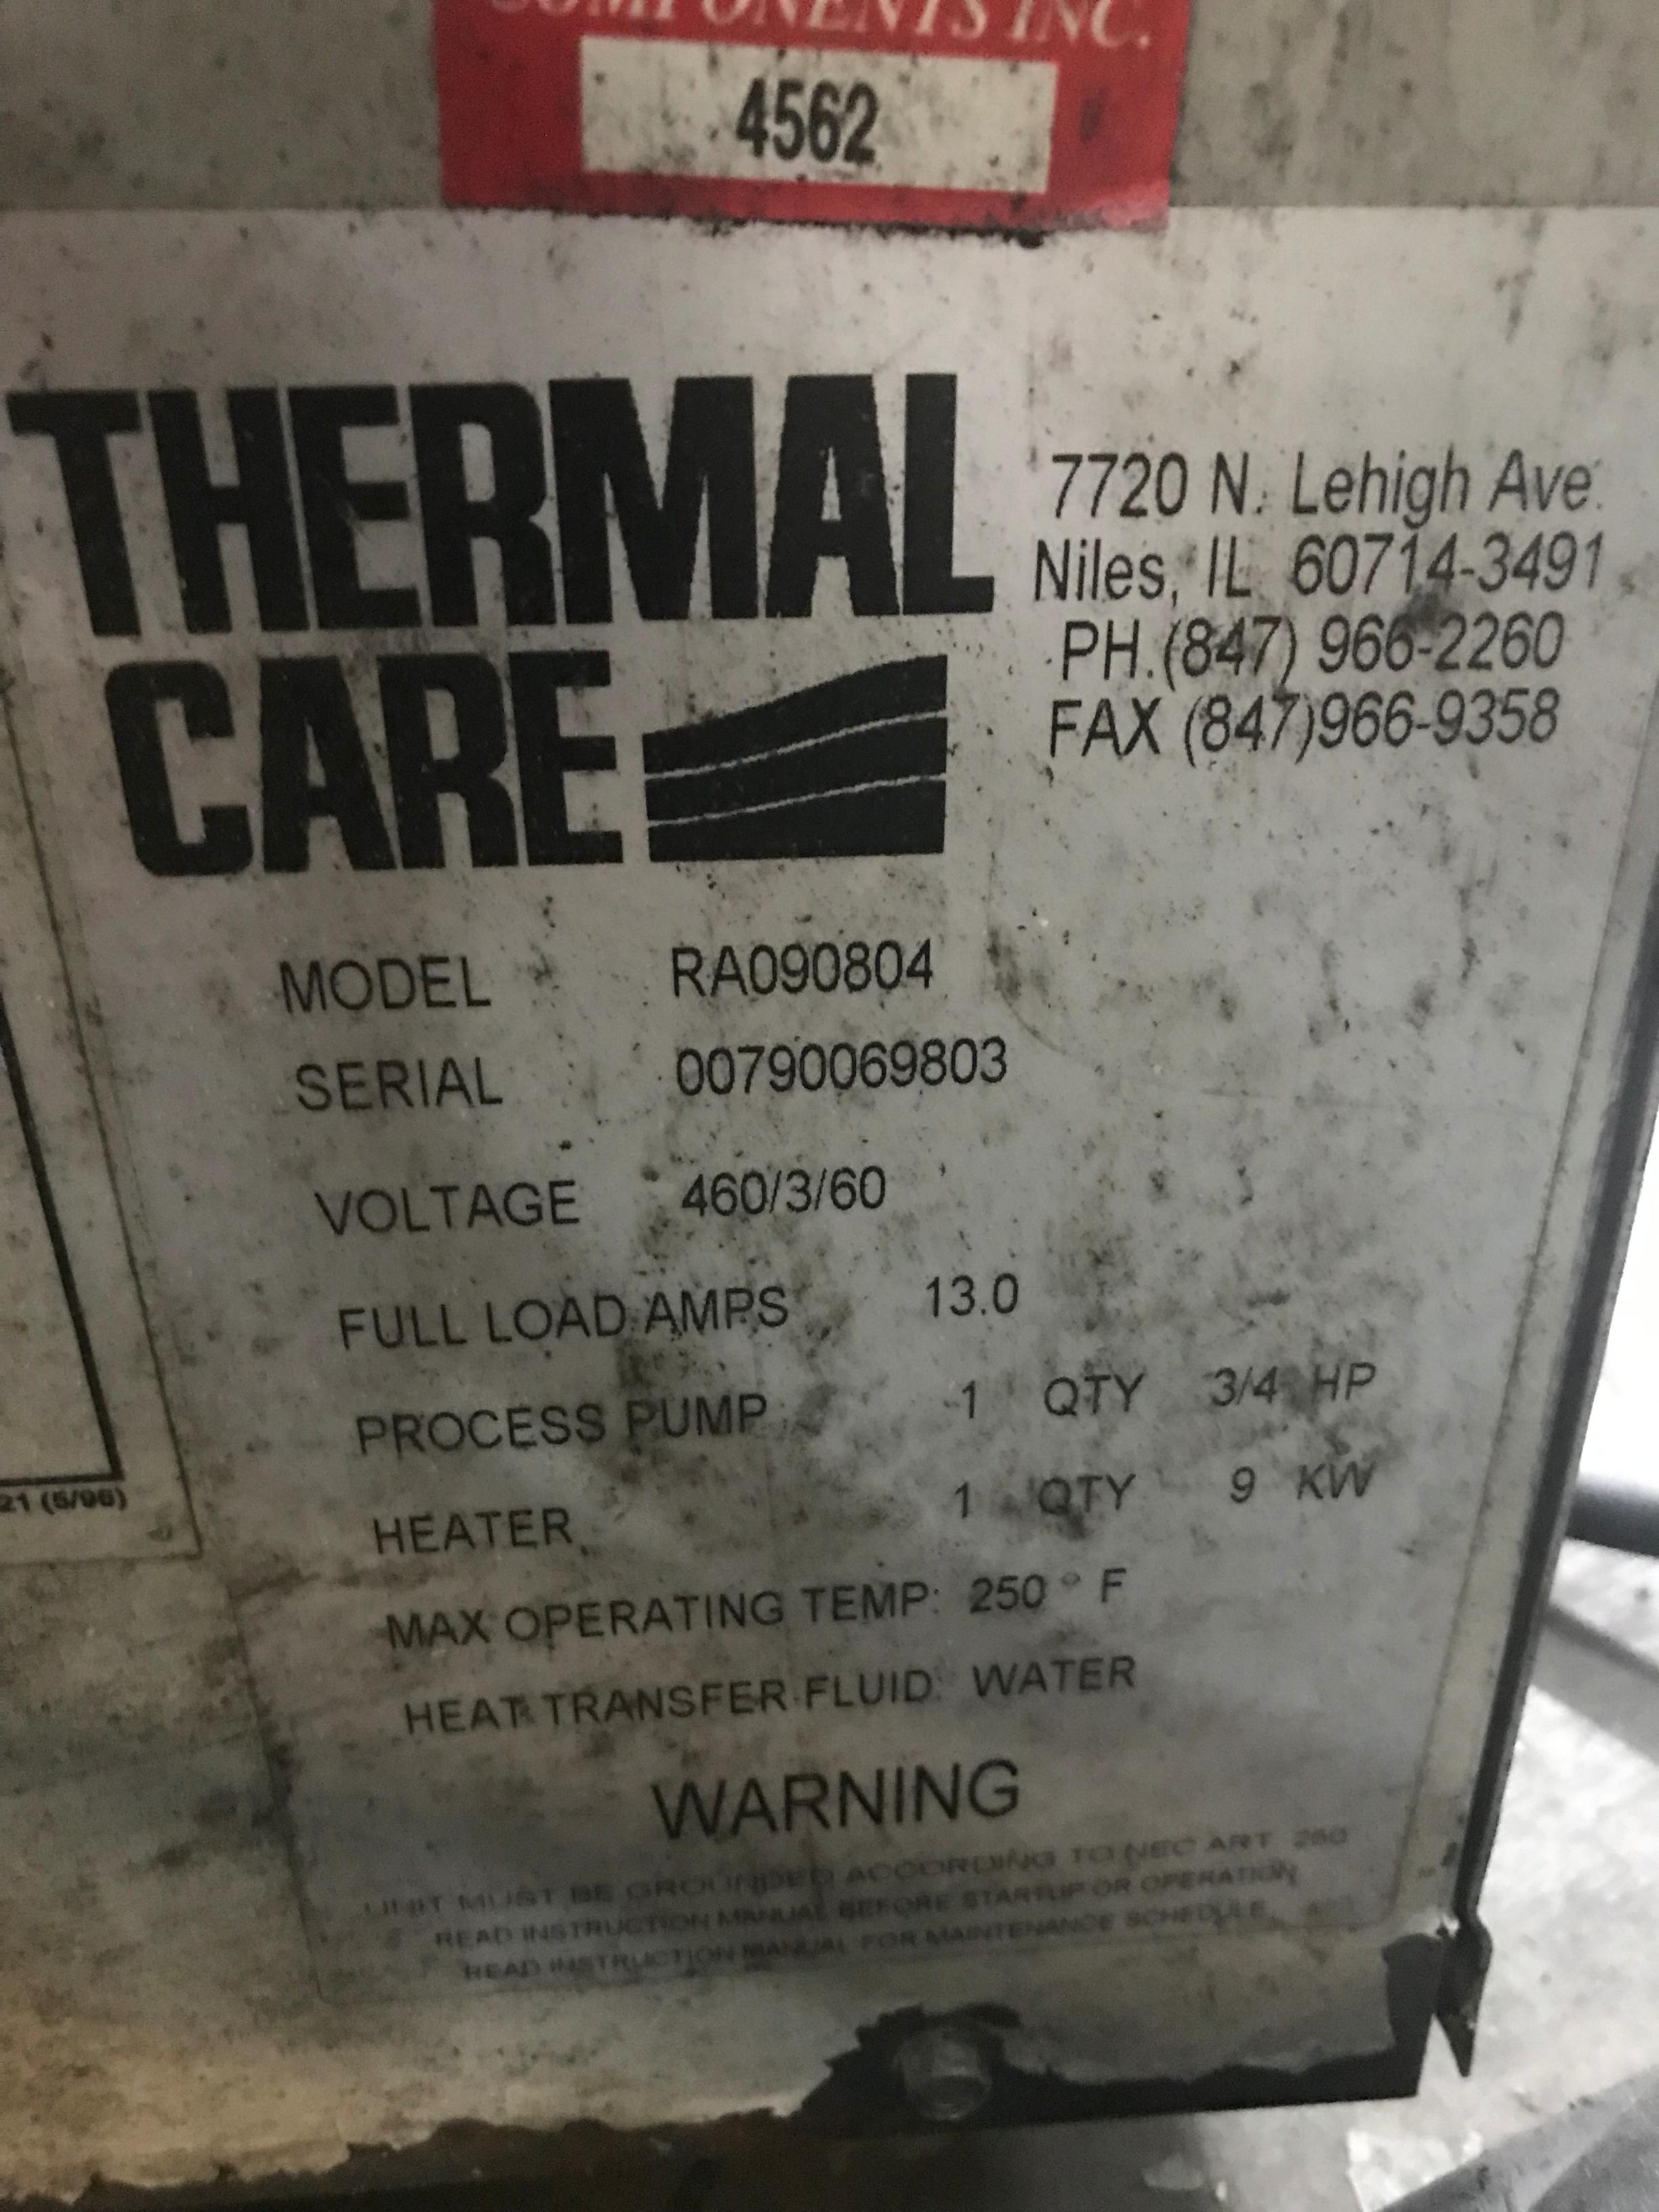 COMPONENTS INC.
4562
THERMAL
CARE
7720 N. Lehigh Ave.
Niles, IL 60714-3491
PH.(847) 966-2260
FAX (847)966-9358
MODEL RA090804
SERIAL 00790069803
VOLTAGE 460/3/60
FULL LOAD AMPS 13.0
PROCESS PUMP 1 QTY 3/4 HP
HEATER 1 QTY 9 KW
MAX OPERATING TEMP: 250 ° F
HEAT TRANSFER FLUID: WATER
21 (5/96)
WARNING
UNIT MUST BE GROUNDED ACCORDING TO NEC ART 250
READ INSTRUCTION MANUAL BEFORE STARTUP OR OPERATION
READ INSTRUCTION MANUAL FOR MAINTENANCE SCHEDULE